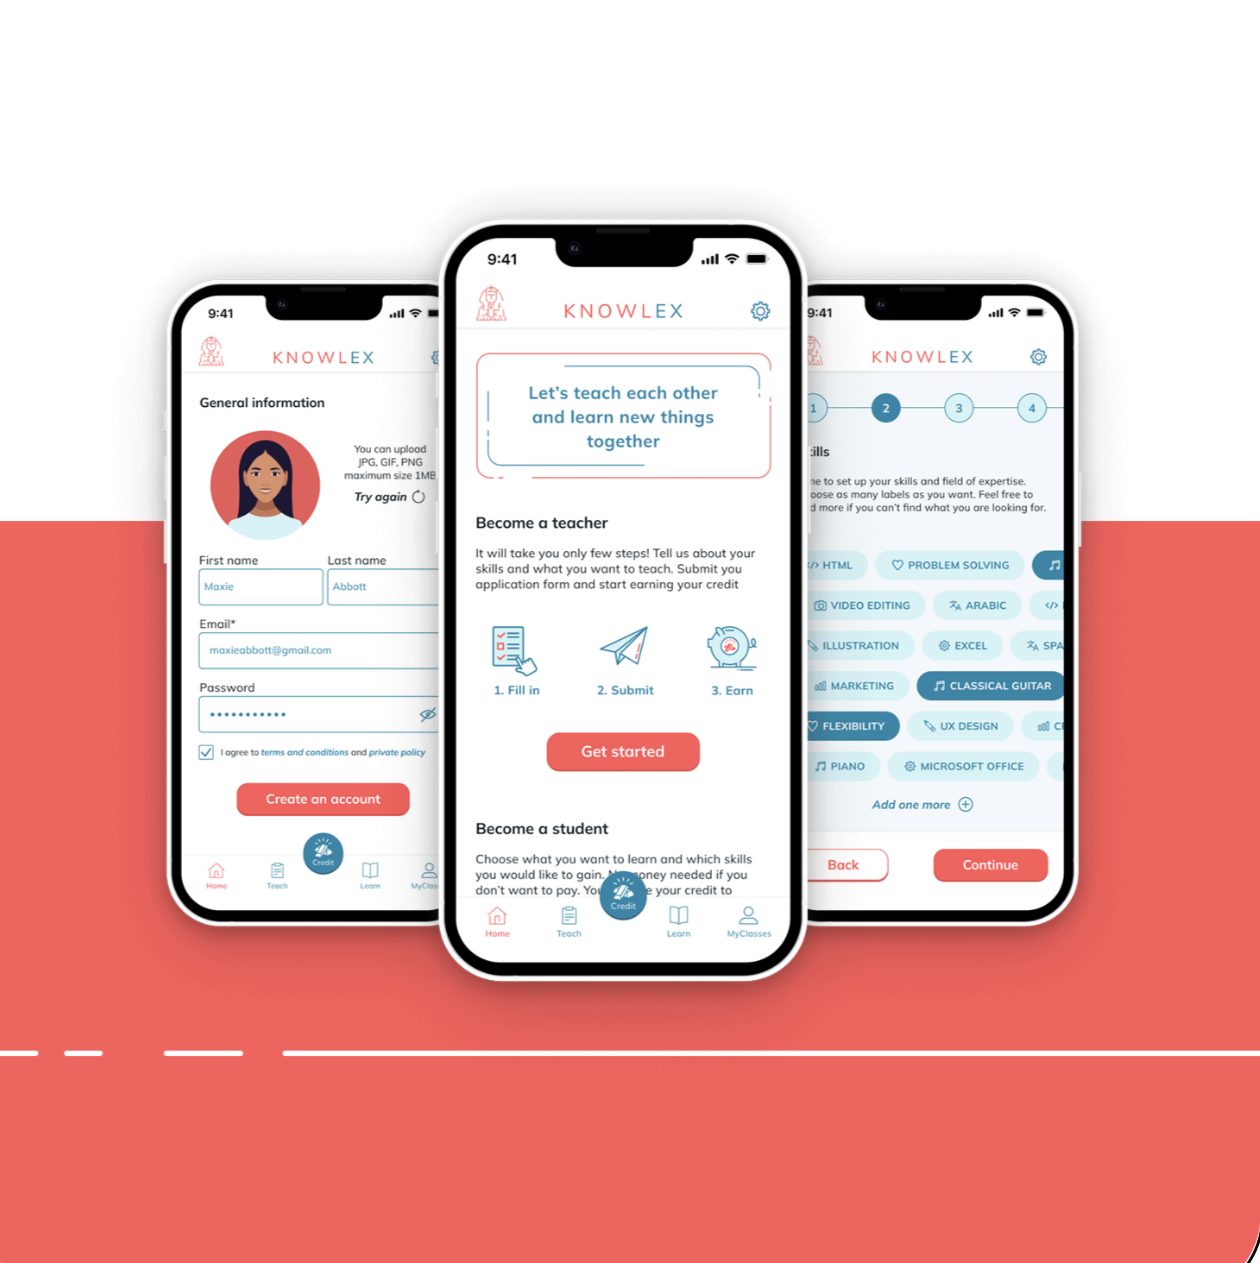 9:41
KNOWLEX
General information
You can upload
JPG, GIF, PNG
maximum size 1MB
Try again
First name
Last name
Maxie
Abbott
Email*
maxieabbott@gmail.com
Password
I agree to terms and conditions and private policy
Create an account
Credit
Home
Teach
Learn
MyClas
9:41
KNOWLEX
Let's teach each other
and learn new things
together
Become a teacher
It will take you only few steps! Tell us about your
skills and what you want to teach. Submit you
application form and start earning your credit
1. Fill in
2. Submit
3. Earn
Get started
Become a student
Choose what you want to learn and which skills
you would like to gain. money needed if you
don't want to pay. You your credit to
Credit
Home
Teach
Learn
MyClasses
9:41
KNOWLEX
1
2
3
4
ills
me to set up your skills and field of expertise.
oose as many labels as you want. Feel free to
d more if you can't find what you are looking for.
HTML
PROBLEM SOLVING
VIDEO EDITING
ARABIC
ILLUSTRATION
EXCEL
SPA
MARKETING
CLASSICAL GUITAR
FLEXIBILITY
UX DESIGN
PIANO
MICROSOFT OFFICE
Add one more
Back
Continue